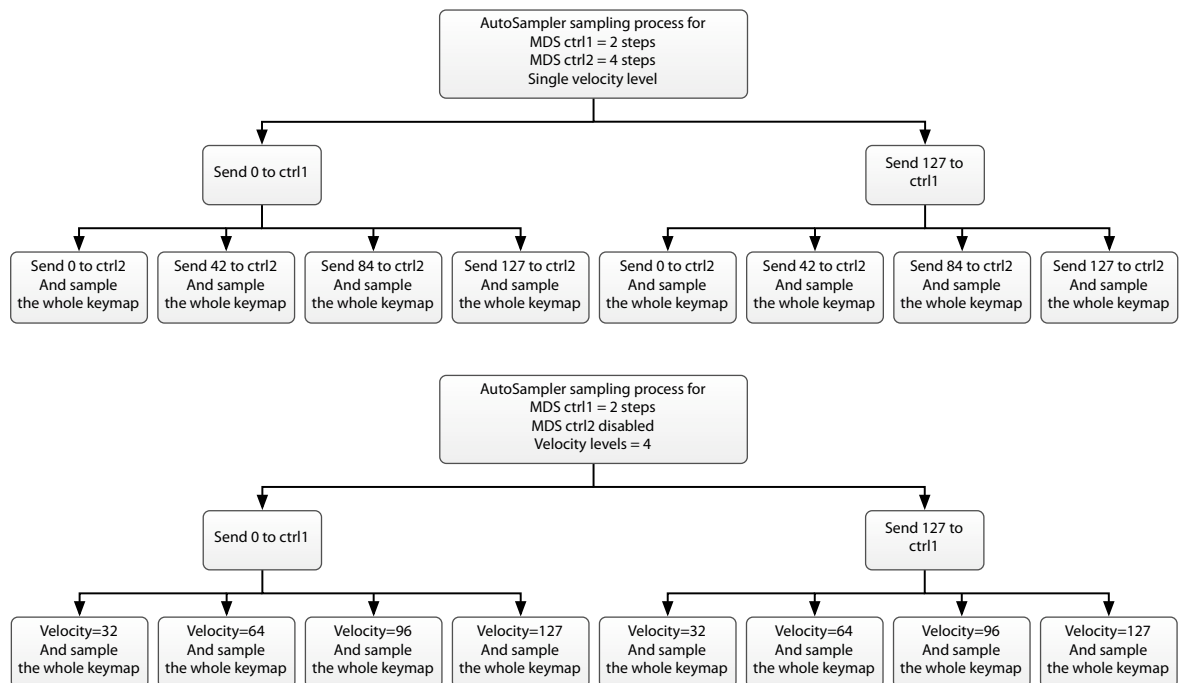 AutoSampler sampling process for
MDS ctrl1 = 2 steps
MDS ctrl2 = 4 steps
Single velocity level
Send 0 to ctrl1
Send 127 to
ctrl1
Send 0 to ctrl2
And sample
the whole keymap
Send 42 to ctrl2
And sample
the whole keymap
Send 84 to ctrl2
And sample
the whole keymap
Send 127 to ctrl2
And sample
the whole keymap
Send 0 to ctrl2
And sample
the whole keymap
Send 42 to ctrl2
And sample
the whole keymap
Send 84 to ctrl2
And sample
the whole keymap
Send 127 to ctrl2
And sample
the whole keymap
AutoSampler sampling process for
MDS ctrl1 = 2 steps
MDS ctrl2 disabled
Velocity levels = 4
Send 0 to ctrl1
Send 127 to
ctrl1
Velocity=32
And sample
the whole keymap
Velocity=64
And sample
the whole keymap
Velocity=96
And sample
the whole keymap
Velocity=127
And sample
the whole keymap
Velocity=32
And sample
the whole keymap
Velocity=64
And sample
the whole keymap
Velocity=96
And sample
the whole keymap
Velocity=127
And sample
the whole keymap